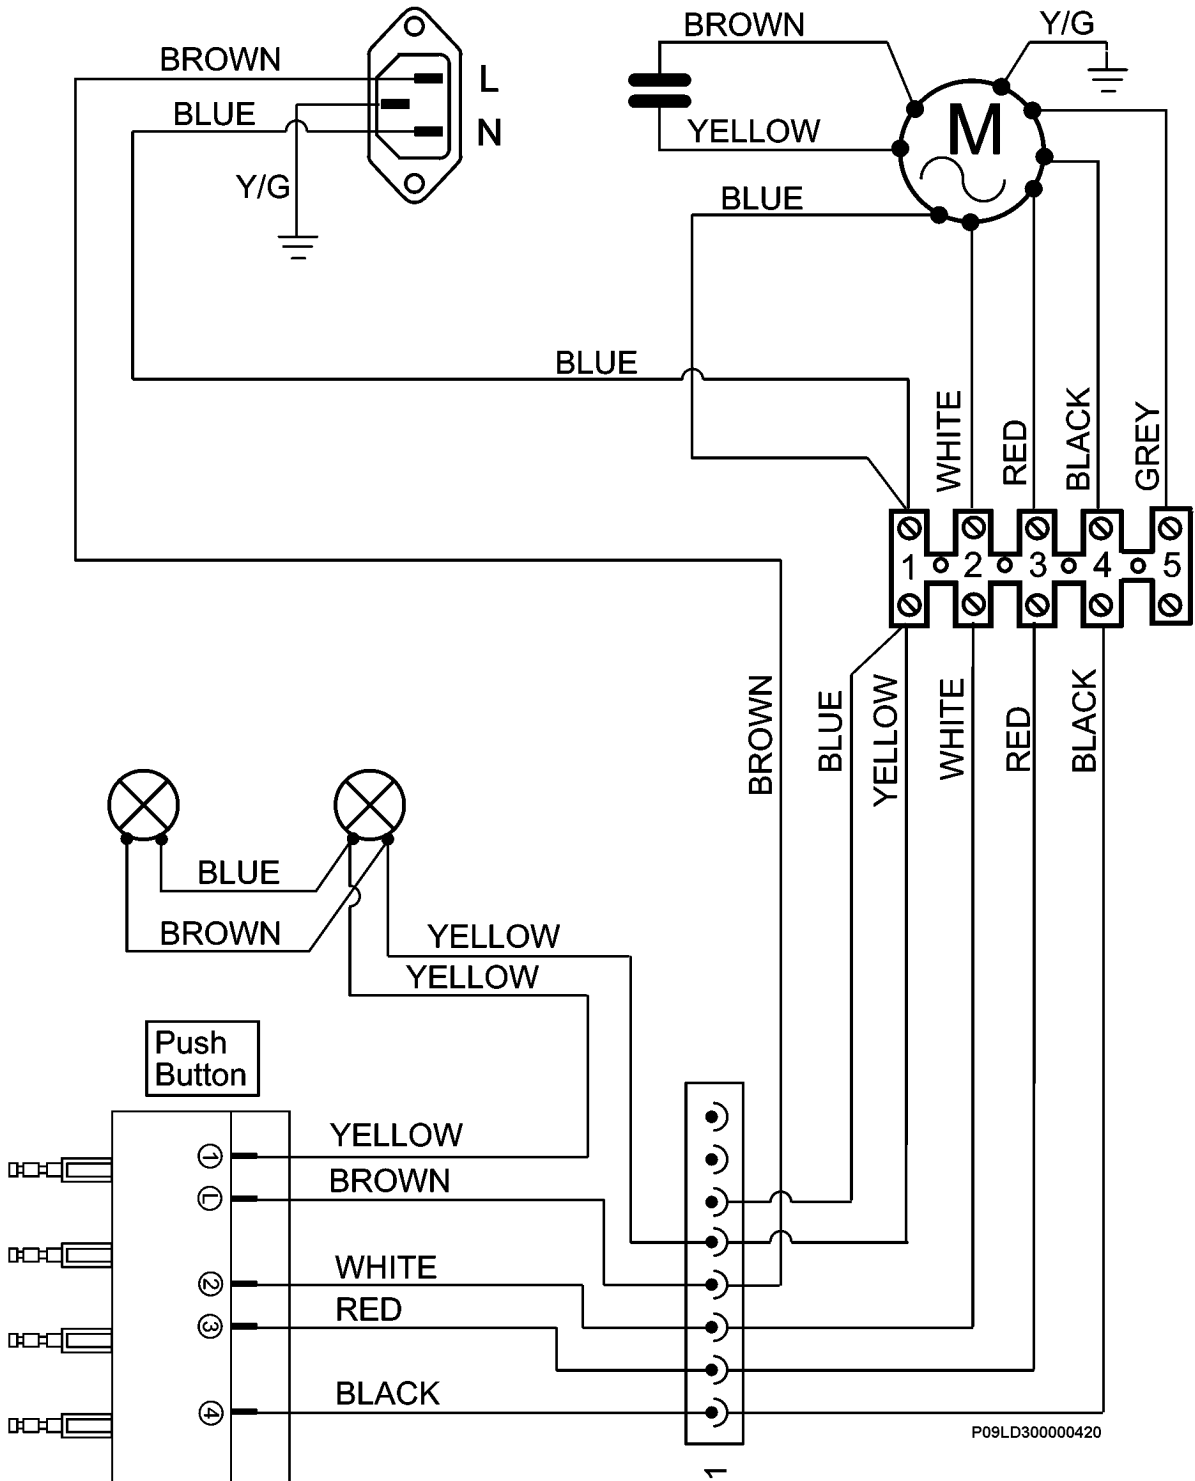 BROWN
L
BLUE
N
Y/G
BROWN
Y/G
YELLOW
M
BLUE
BLUE
WHITE
RED
BLACK
GREY
1
2
3
4
5
BROWN
BLUE
YELLOW
WHITE
RED
BLACK
BLUE
BROWN
YELLOW
YELLOW
Push
Button
1
YELLOW
L
BROWN
2
WHITE
3
RED
4
BLACK
P09LD300000420
1